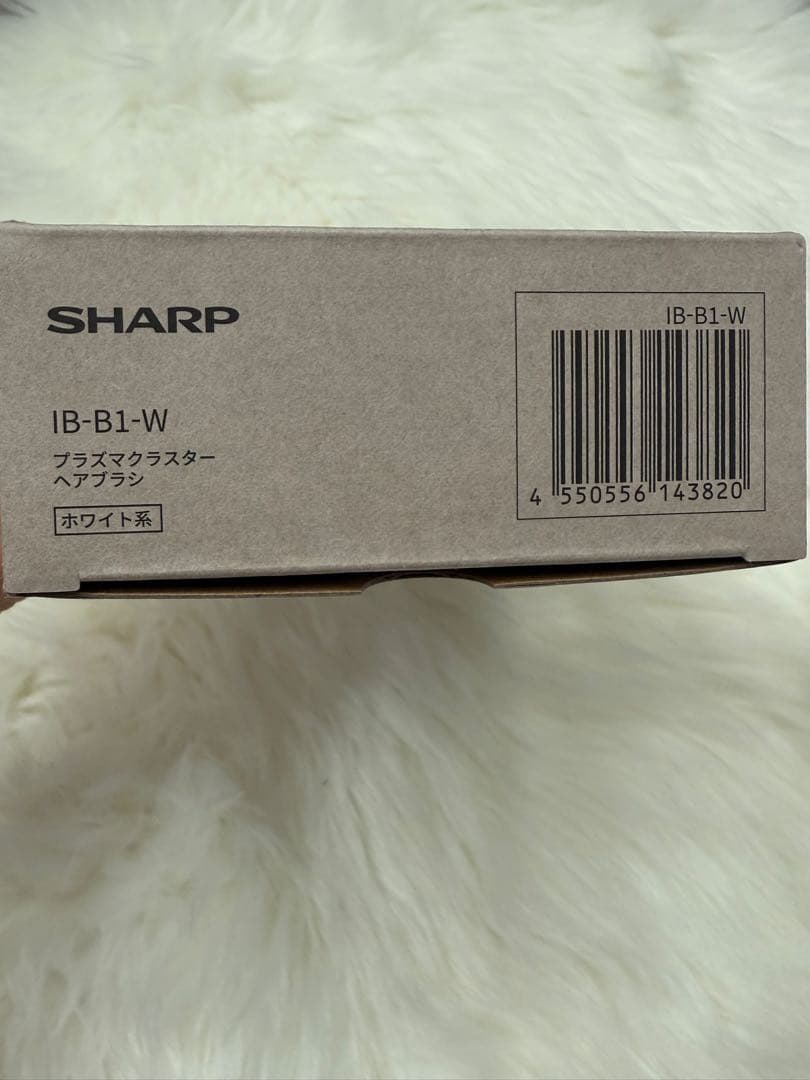 SHARP
IB-B1-W
プラズマクラスター
ヘアブラシ
ホワイト系
IB-B1-W
4 550556 143820